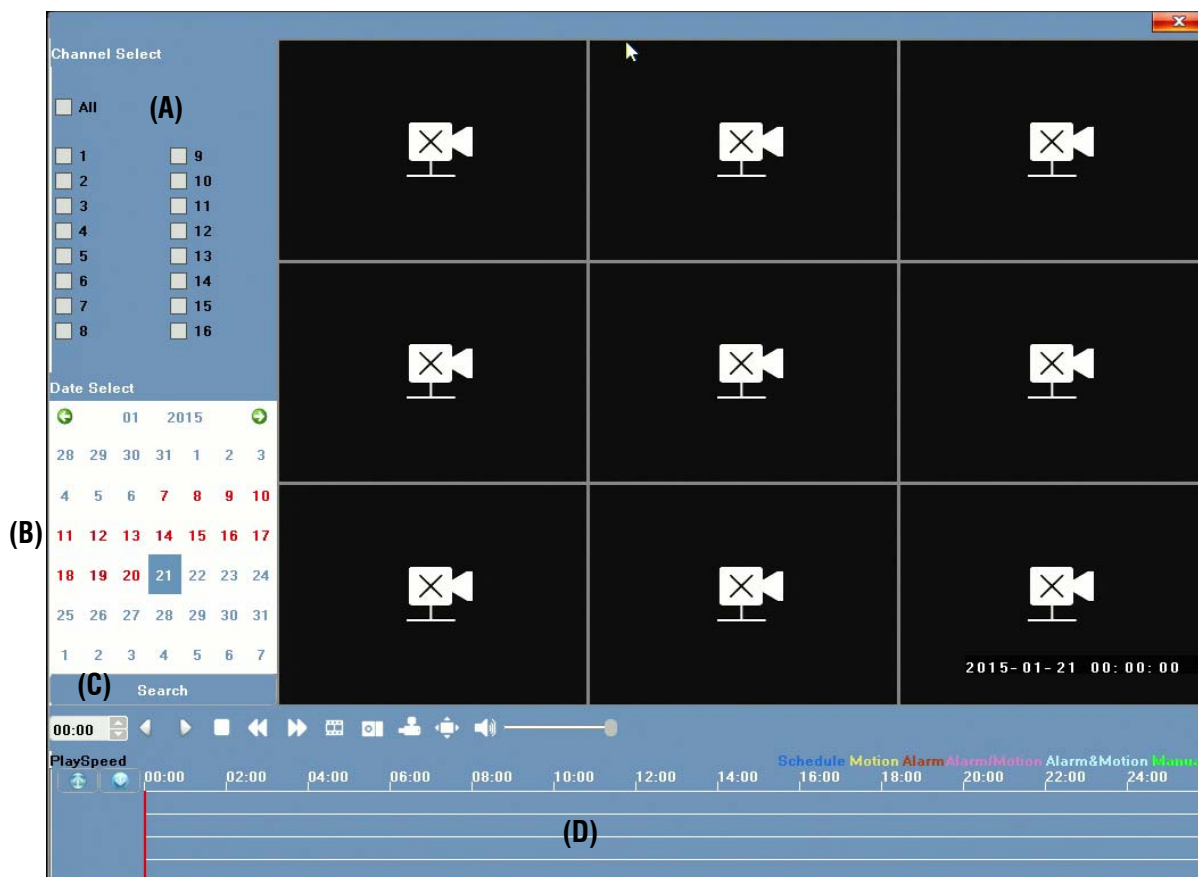 X
Channel Select
All (A)
1 9
2 10
3 11
4 12
5 13
6 14
7 15
8 16
Date Select
01 2015
28 29 30 31 1 2 3
4 5 6 7 8 9 10
(B)
11 12 13 14 15 16 17
18 19 20 21 22 23 24
25 26 27 28 29 30 31
1 2 3 4 5 6 7
2015-01-21 00:00:00
(C) Search
00:00
PlaySpeed
Schedule Motion Alarm Alarm/Motion Alarm&Motion Manua
00:00 02:00 04:00 06:00 08:00 10:00 12:00 14:00 16:00 18:00 20:00 22:00 24:00
(D)